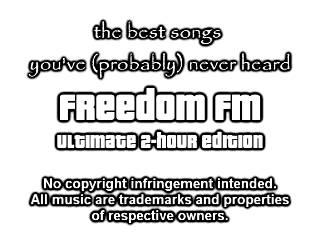 the best songs
you've (probably) never heard
FREEDOM FM
ULTIMATE 2-HOUR EDITION
No copyright infringement intended.
All music are trademarks and properties
of respective owners.